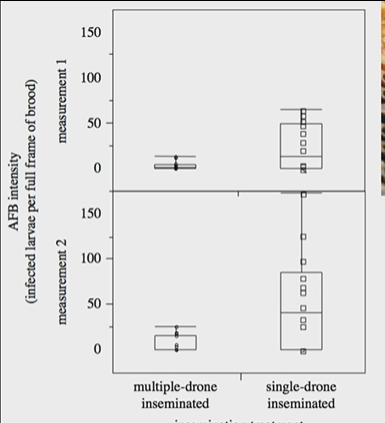 AFB intensity
(infected larvae per full frame of brood)
measurement 1
150
100
50
0
measurement 2
150
100
50
0
multiple-drone
inseminated
single-drone
inseminated